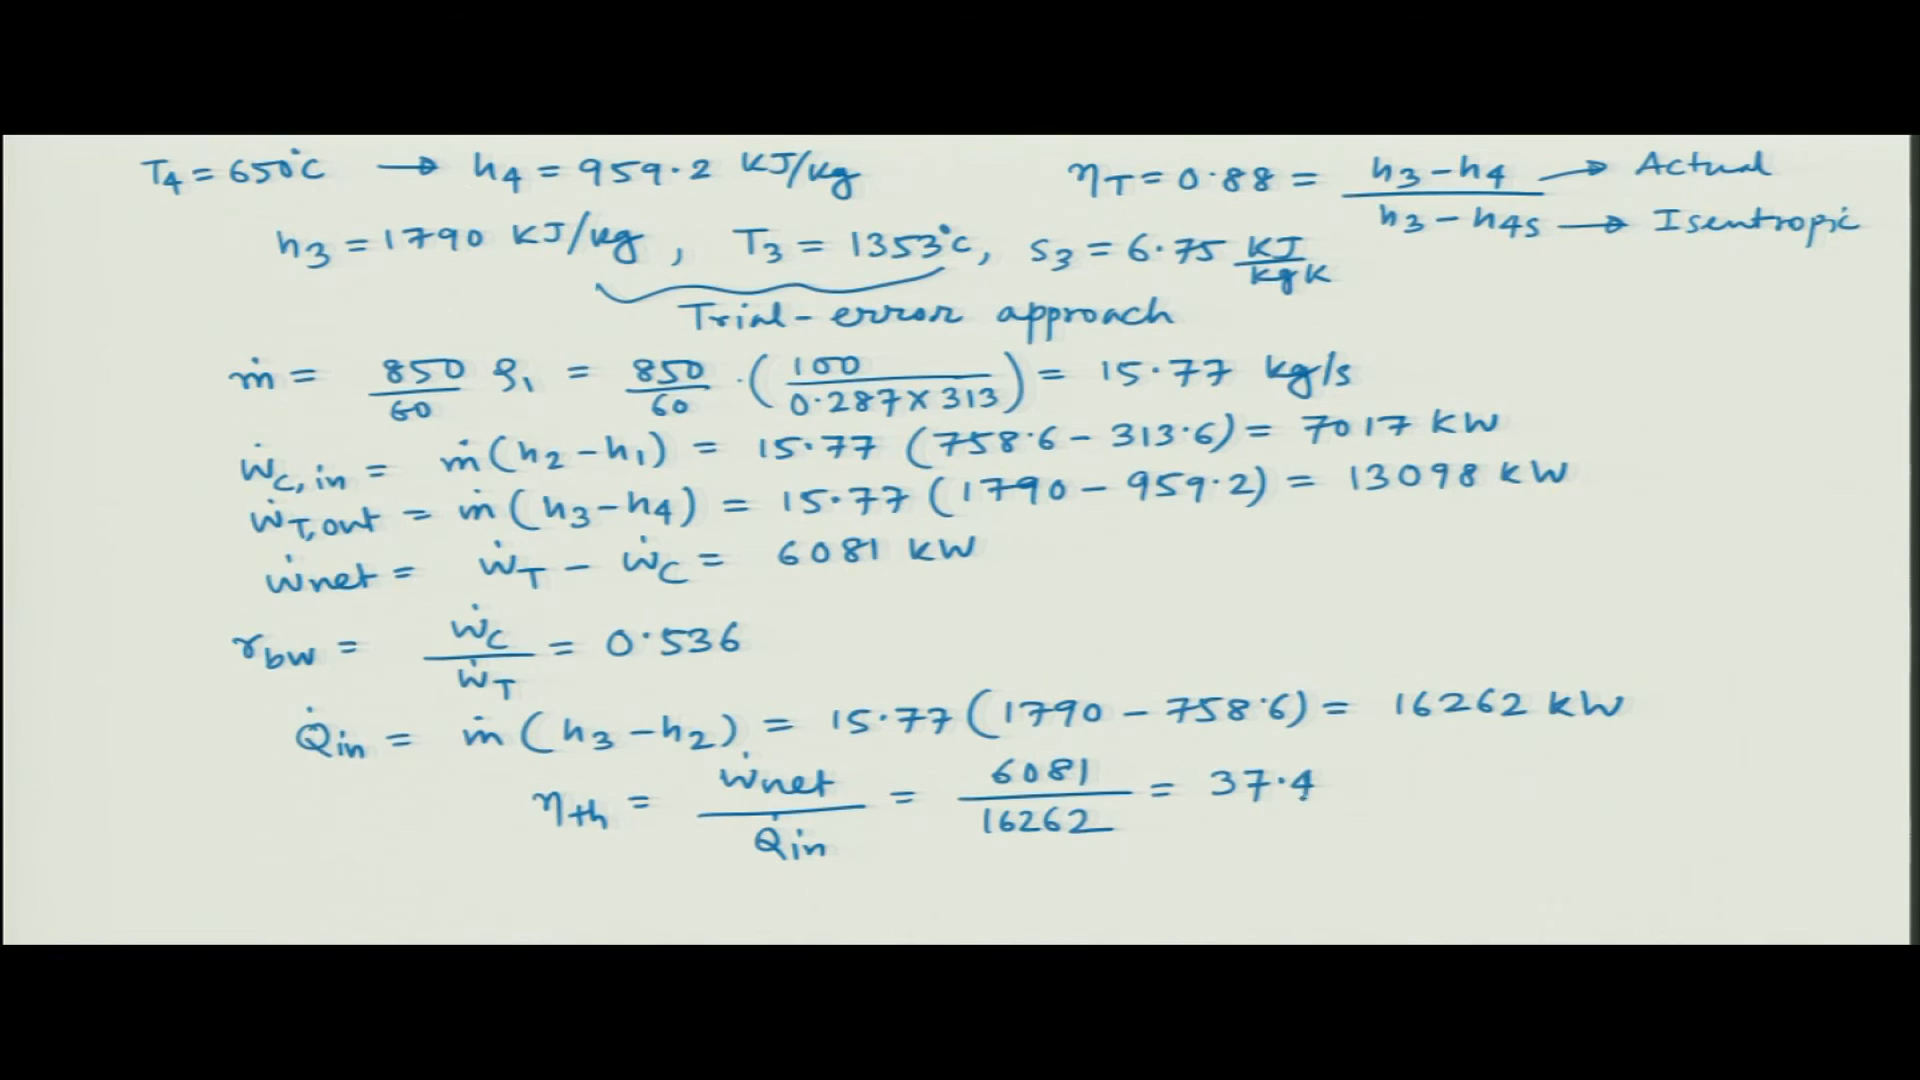 T4 = 650°C → h4 = 959.2 KJ/kg ηT = 0.88 = (h3 - h4)/(h3 - h4s) → Actual → Isentropic
h3 = 1790 KJ/kg , T3 = 1353°C, s3 = 6.75 KJ/kgK
Trial-error approach
ṁ = 850/60 ρ1 = 850/60 · (100/(0.287×313)) = 15.77 kg/s
ẇc,in = ṁ(h2-h1) = 15.77 (758.6 - 313.6) = 7017 KW
ẇT,out = ṁ(h3-h4) = 15.77 (1790 - 959.2) = 13098 KW
ẇnet = ẇT - ẇc = 6081 KW
rbw = ẇc/ẇT = 0.536
Q̇in = ṁ(h3-h2) = 15.77 (1790 - 758.6) = 16262 KW
ηth = ẇnet/Q̇in = 6081/16262 = 37.4